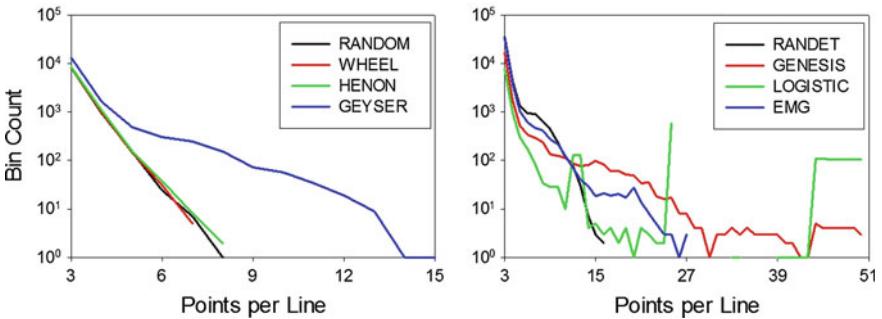 10^5
10^4
10^3
10^2
10^1
10^0
Bin Count
3
6
9
12
15
Points per Line
RANDOM
WHEEL
HENON
GEYSER
10^5
10^4
10^3
10^2
10^1
10^0
3
15
27
39
51
Points per Line
RANDET
GENESIS
LOGISTIC
EMG